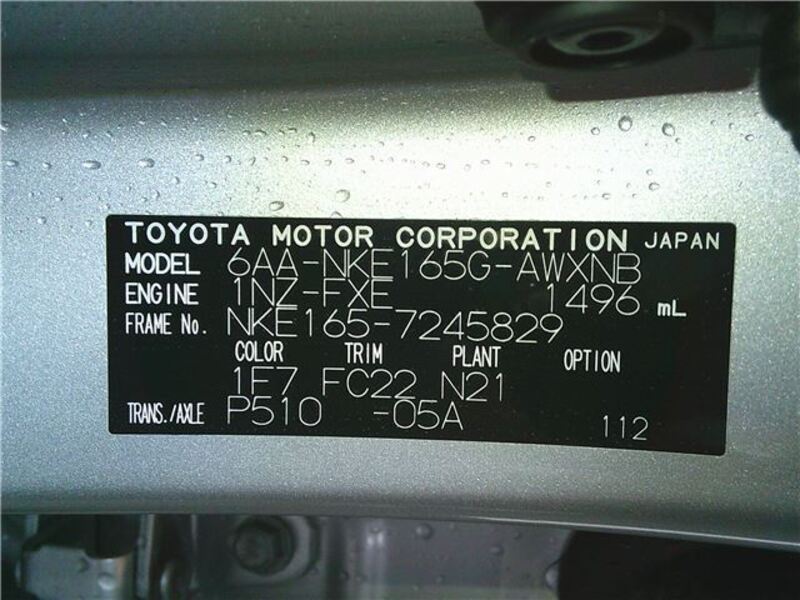 TOYOTA MOTOR CORPORATION JAPAN
MODEL 6AA-NKE165G-AWXNB
ENGINE 1NZ-FXE 1496 mL
FRAME No. NKE165-7245829
COLOR TRIM PLANT OPTION
1F7 FC22 N21
TRANS./AXLE P510 -05A 112